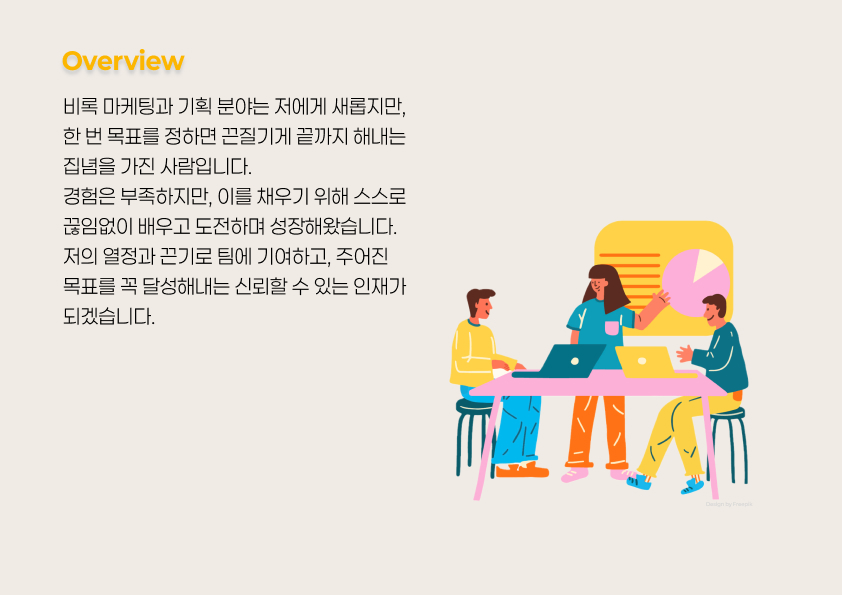 Overview
비록 마케팅과 기획 분야는 저에게 새롭지만,
한 번 목표를 정하면 끈질기게 끝까지 해내는
집념을 가진 사람입니다.
경험은 부족하지만, 이를 채우기 위해 스스로
끊임없이 배우고 도전하며 성장해왔습니다.
저의 열정과 끈기로 팀에 기여하고, 주어진
목표를 꼭 달성해내는 신뢰할 수 있는 인재가
되겠습니다.
Design by Freepik